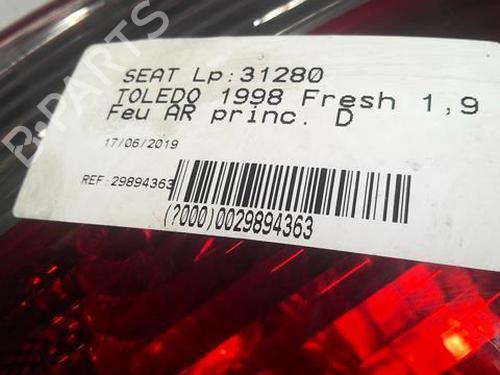 SEAT Lp:31280
TOLEDO 1998 Fresh 1,9
Feu AR princ. D
17/06/2019
REF:29894363
(?000)0029894363
B-PARTS